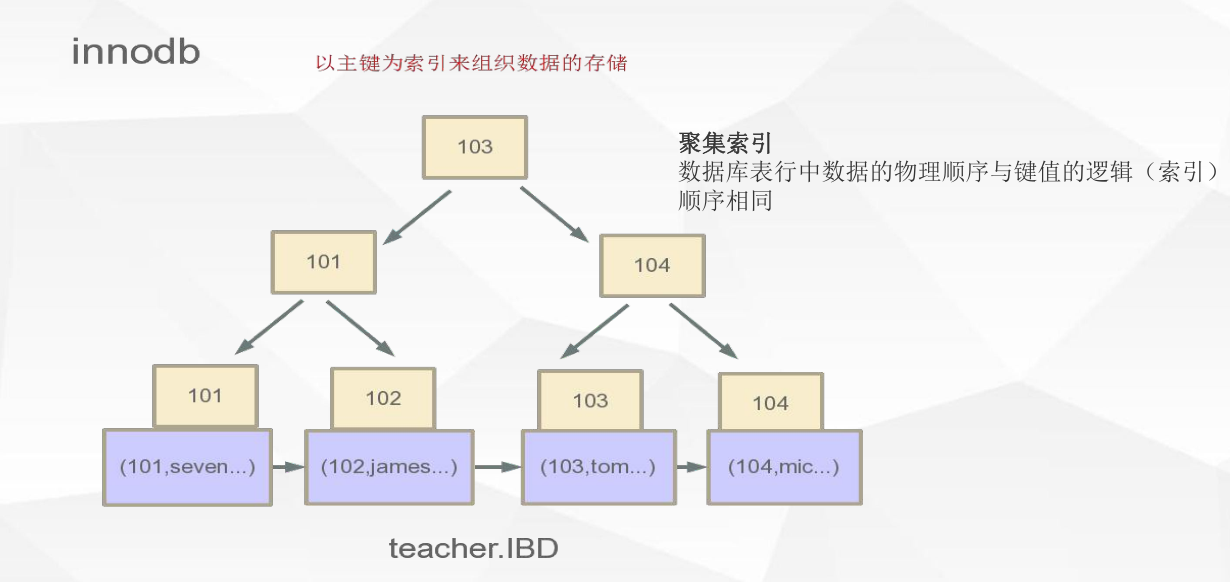 innodb
以主键为索引来组织数据的存储
103
聚集索引
数据库表行中数据的物理顺序与键值的逻辑（索引）
顺序相同
101
104
101
102
103
104
(101,seven...)
(102,james...)
(103,tom...)
(104,mic...)
teacher.IBD